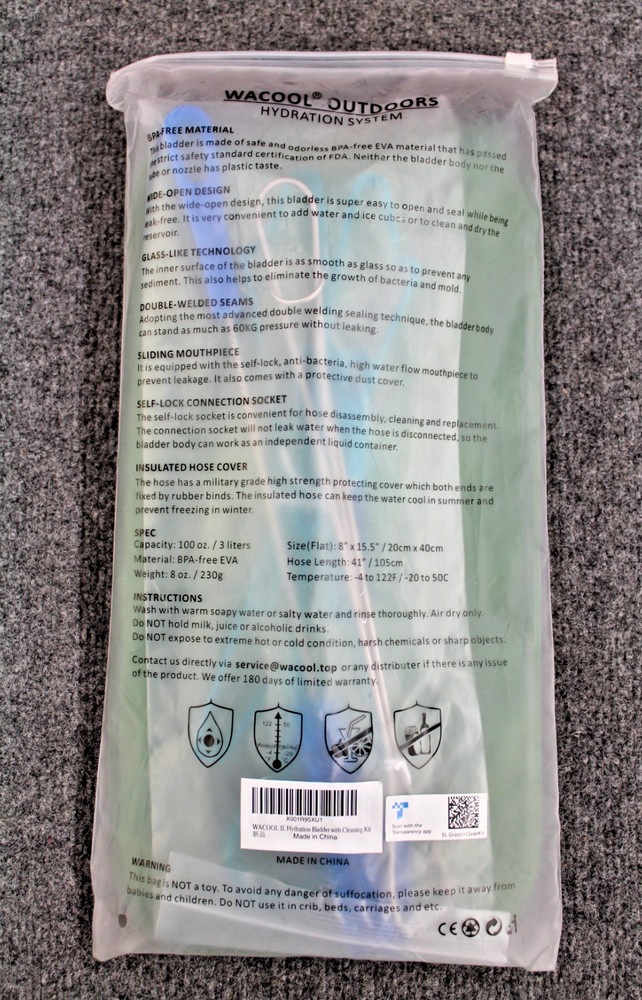 WACOOL® OUTDOORS
HYDRATION SYSTEM
BPA-FREE MATERIAL
This bladder is made of safe and odorless BPA-free EVA material that has passed
the strict safety standard certification of FDA. Neither the bladder body nor the
tube or nozzle has plastic taste.
WIDE-OPEN DESIGN
With the wide-open design, this bladder is super easy to open and seal while being
leak-free. It is very convenient to add water and ice cubes or to clean and dry the
reservoir.
GLASS-LIKE TECHNOLOGY
The inner surface of the bladder is as smooth as glass so as to prevent any
sediment. This also helps to eliminate the growth of bacteria and mold.
DOUBLE-WELDED SEAMS
Adopting the most advanced double welding sealing technique, the bladder body
can stand as much as 60KG pressure without leaking.
SLIDING MOUTHPIECE
It is equipped with the self-lock, anti-bacteria, high water flow mouthpiece to
prevent leakage. It also comes with a protective dust cover.
SELF-LOCK CONNECTION SOCKET
The self-lock socket is convenient for hose disassembly, cleaning and replacement.
The connection socket will not leak water when the hose is disconnected, so the
bladder body can work as an independent liquid container.
INSULATED HOSE COVER
The hose has a military grade high strength protecting cover which both ends are
fixed by rubber binds. The insulated hose can keep the water cool in summer and
prevent freezing in winter.
SPEC
Capacity: 100 oz. / 3 liters Size(Flat): 8" x 15.5" / 20cm x 40cm
Material: BPA-free EVA Hose Length: 41" / 105cm
Weight: 8 oz. / 230g Temperature: -4 to 122F / -20 to 50C
INSTRUCTIONS
Wash with warm soapy water or salty water and rinse thoroughly. Air dry only.
Do NOT hold milk, juice or alcoholic drinks.
Do NOT expose to extreme hot or cold condition, harsh chemicals or sharp objects.
Contact us directly via service@wacool.top or any distributer if there is any issue
of the product. We offer 180 days of limited warranty.
122 50
-4 -20
°C
X001R95XU1
WACOOL 3L Hydration Bladder with Cleaning Kit
新品
Made in China
Scan with the
Transparency app
3L Green+CleanKit
MADE IN CHINA
WARNING
This bag is NOT a toy. To avoid any danger of suffocation, please keep it away from
babies and children. Do NOT use it in crib, beds, carriages and etc.
CE